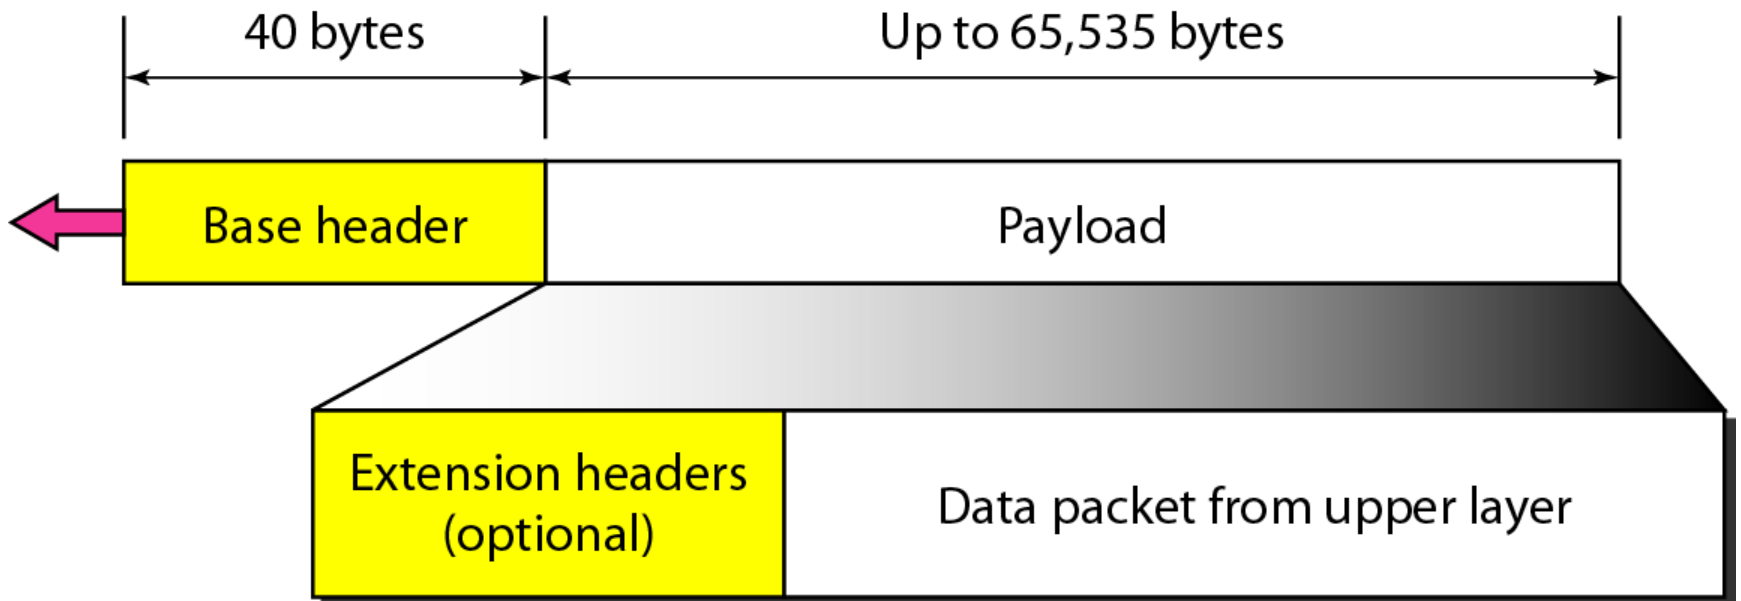 40 bytes
Up to 65,535 bytes
Base header
Payload
Extension headers
(optional)
Data packet from upper layer